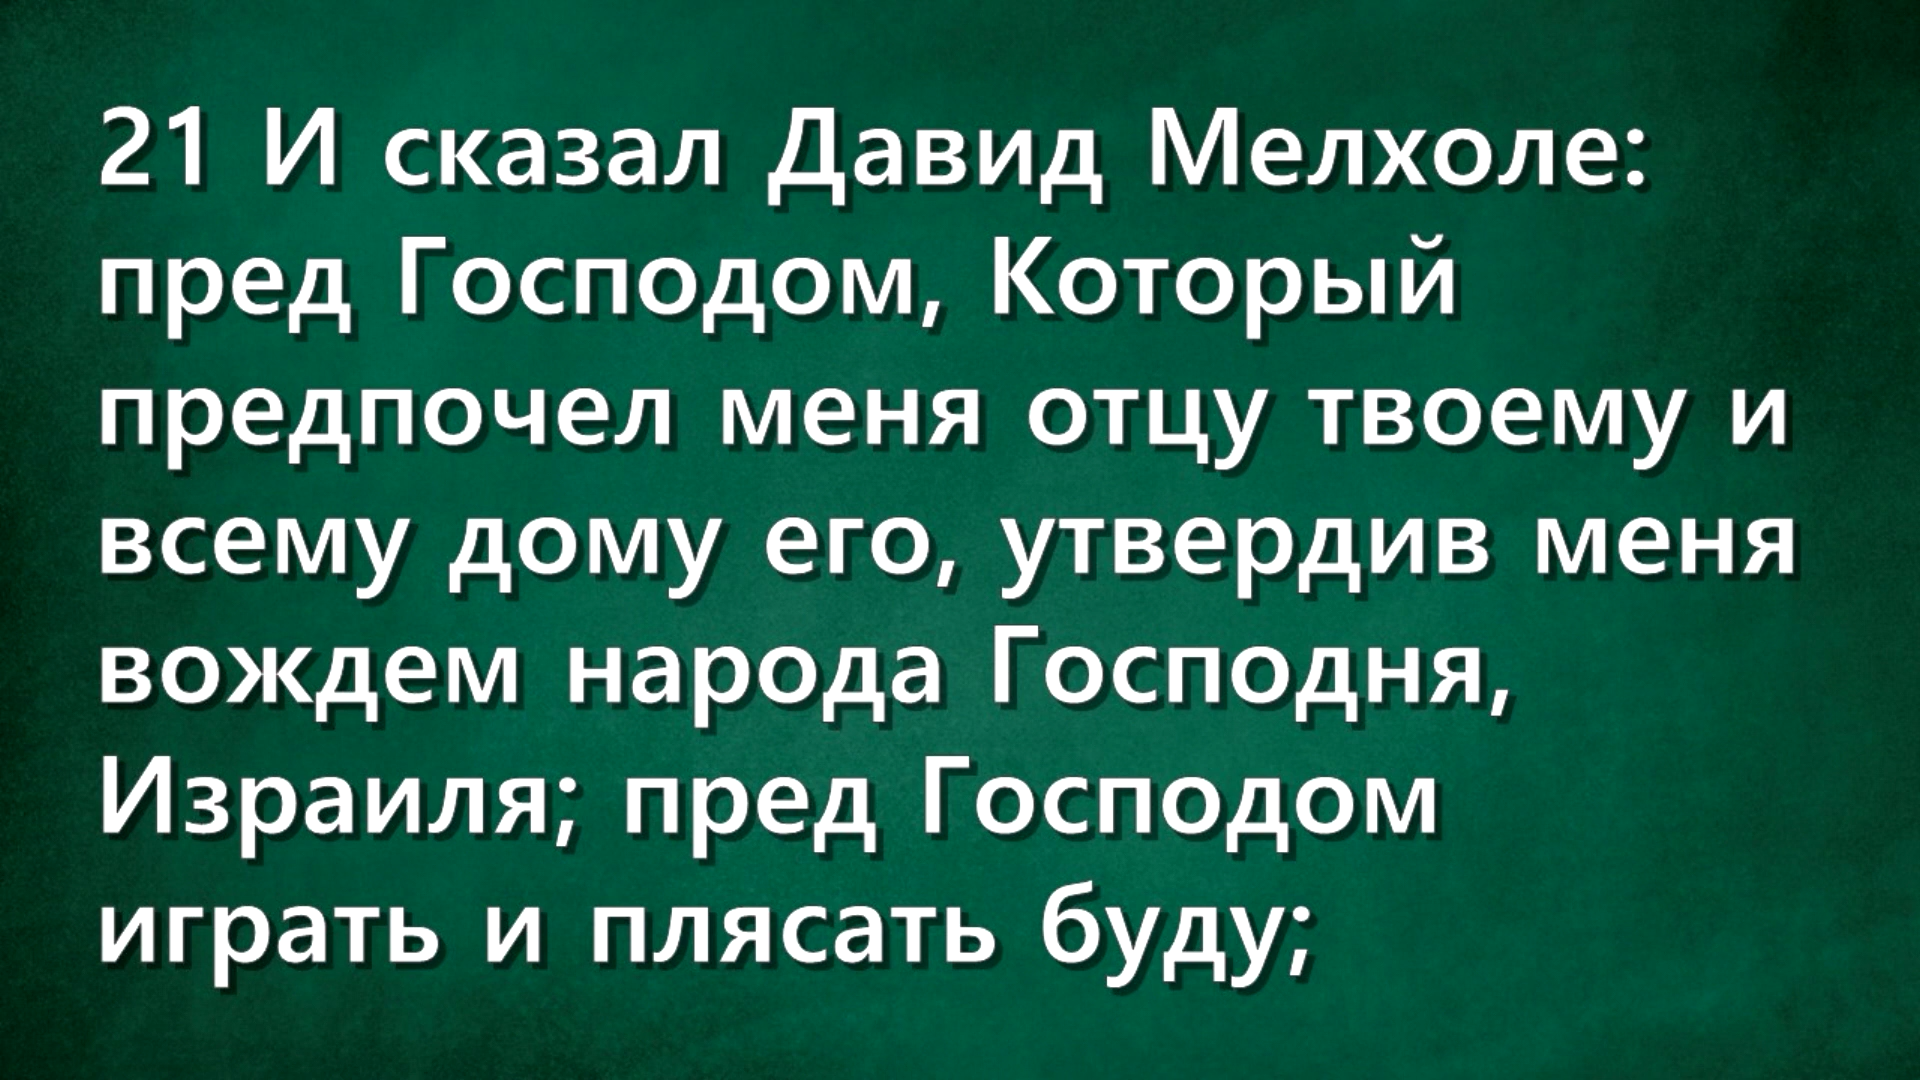 21 И сказал Давид Мелхоле:
пред Господом, Который
предпочел меня отцу твоему и
всему дому его, утвердив меня
вождем народа Господня,
Израиля; пред Господом
играть и плясать буду;